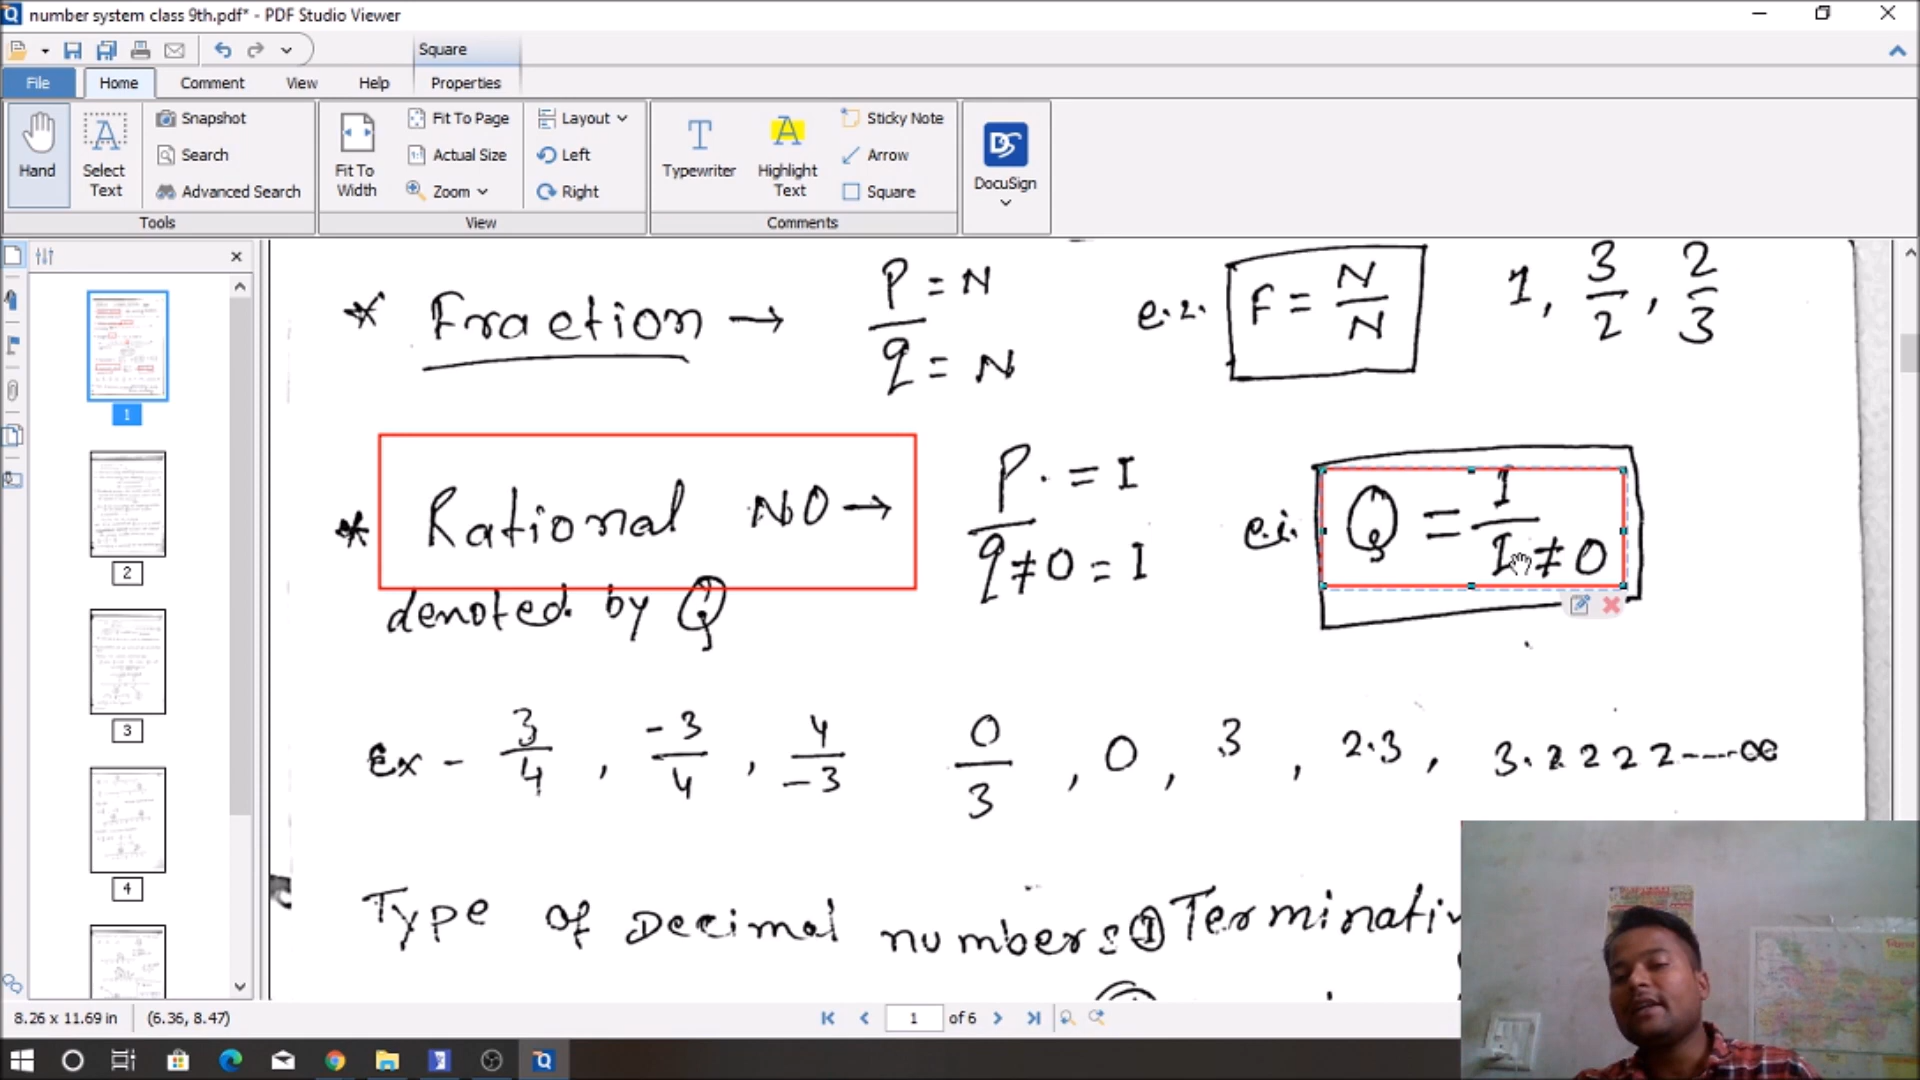 number system class 9th.pdf* - PDF Studio Viewer
Square
File Home Comment View Help Properties
Hand
Select Text
Snapshot
Search
Advanced Search
Tools
Fit To Width
Fit To Page
Actual Size
Zoom
Layout
Left
Right
View
Typewriter
Highlight Text
Sticky Note
Arrow
Square
Comments
DocuSign
1
2
3
4
* Fraction → P = N / q = N e.i. F = N/N 1, 3/2, 2/3
* Rational NO → P. = I / q ≠ 0 = I e.i. Q = I / I ≠ 0
denoted by Q
Ex - 3/4 , -3/4 , 4/-3 0/3 , 0 , .3 , 2.3 , 3.2222----∞
Type of Decimal numbers ① Terminati
8.26 x 11.69 in (6.36, 8.47) 1 of 6